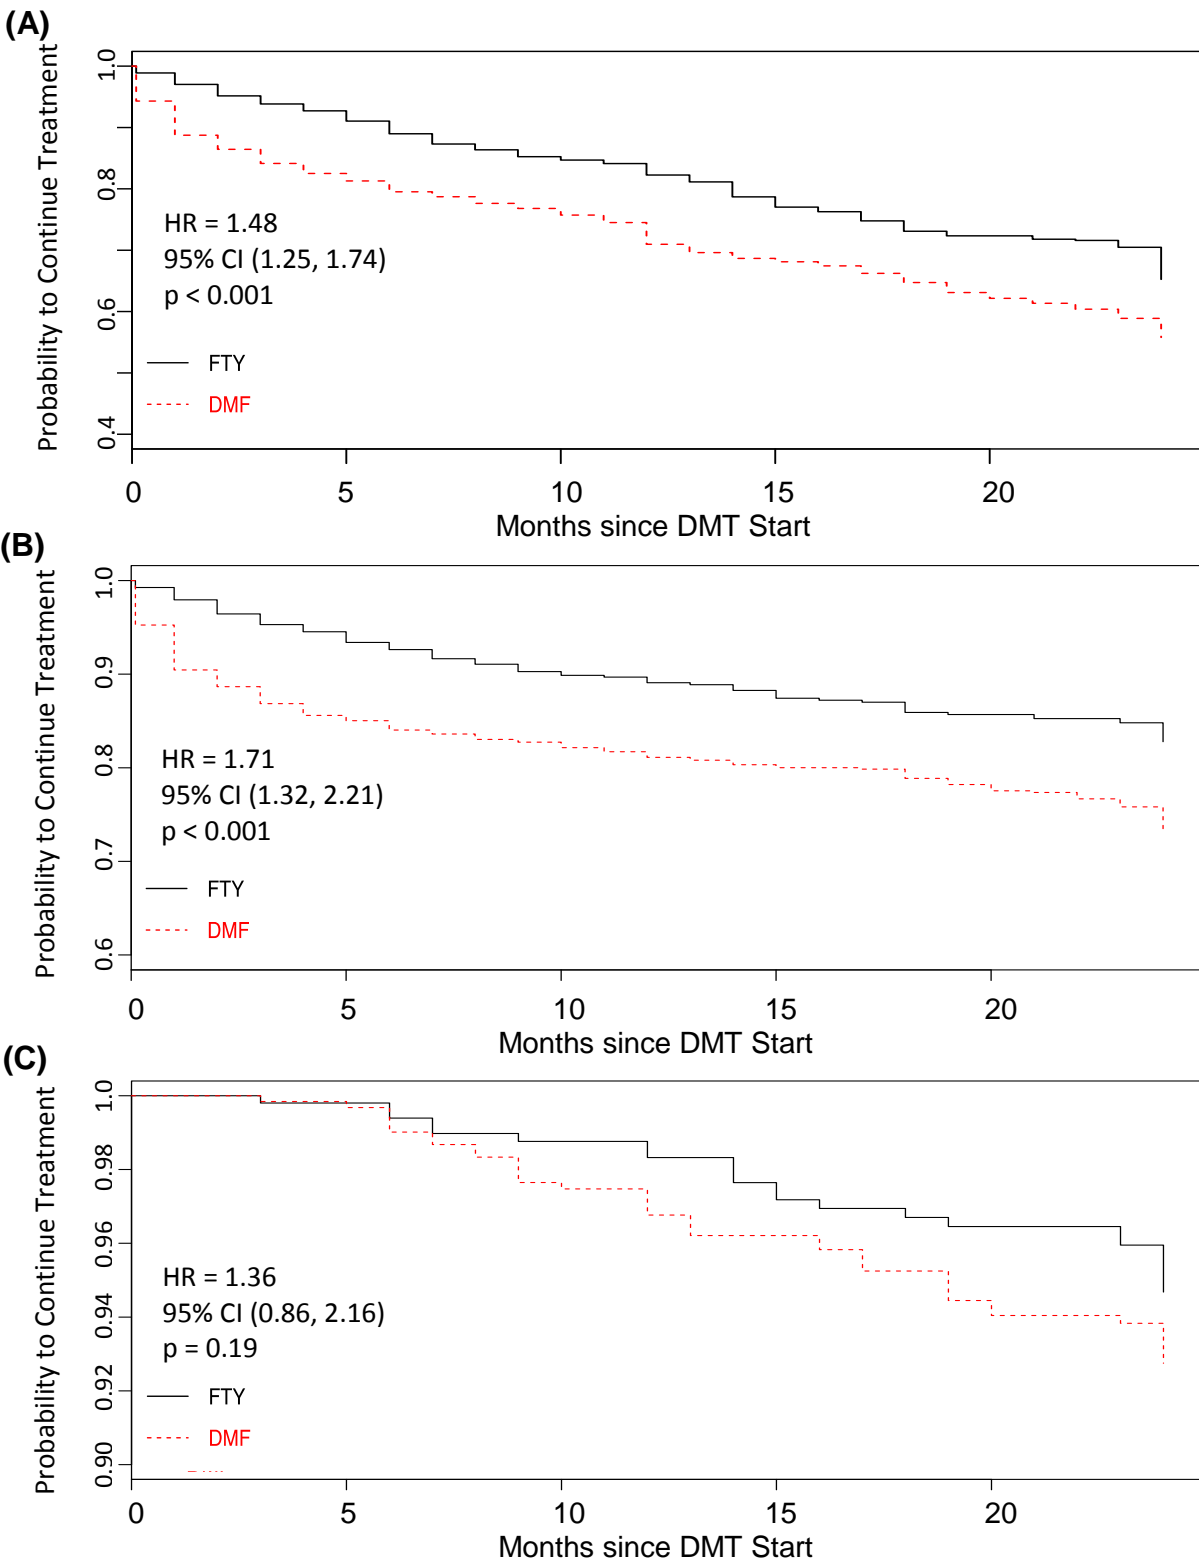 (A)
Probability to Continue Treatment
1.0
0.8
0.6
0.4
HR = 1.48
95% CI (1.25, 1.74)
p < 0.001
FTY
DMF
0 5 10 15 20
Months since DMT Start
(B)
Probability to Continue Treatment
1.0
0.9
0.8
0.7
0.6
HR = 1.71
95% CI (1.32, 2.21)
p < 0.001
FTY
DMF
0 5 10 15 20
Months since DMT Start
(C)
Probability to Continue Treatment
1.0
0.98
0.96
0.94
0.92
0.90
HR = 1.36
95% CI (0.86, 2.16)
p = 0.19
FTY
DMF
0 5 10 15 20
Months since DMT Start